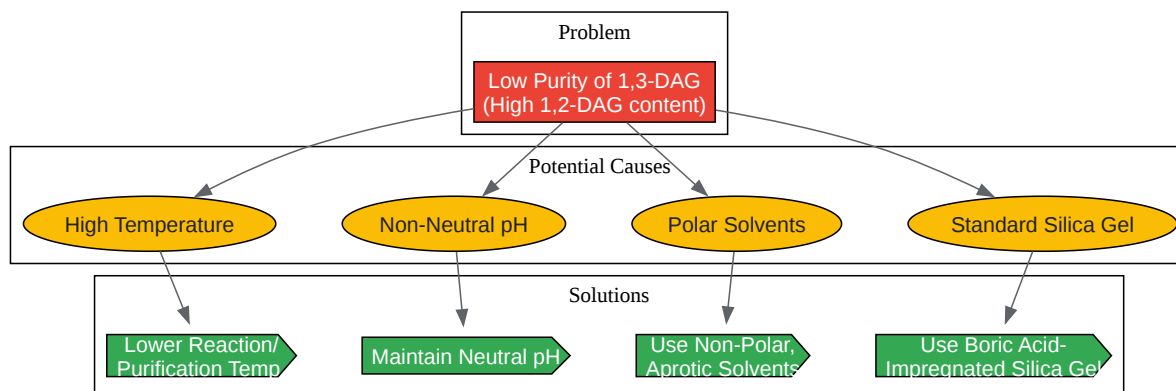 Problem
Low Purity of 1,3-DAG
(High 1,2-DAG content)
Potential Causes
High Temperature
Non-Neutral pH
Polar Solvents
Standard Silica Gel
Solutions
Lower Reaction/
Purification Temp
Maintain Neutral pH
Use Non-Polar,
Aprotic Solvents
Use Boric Acid-
Impregnated Silica Gel